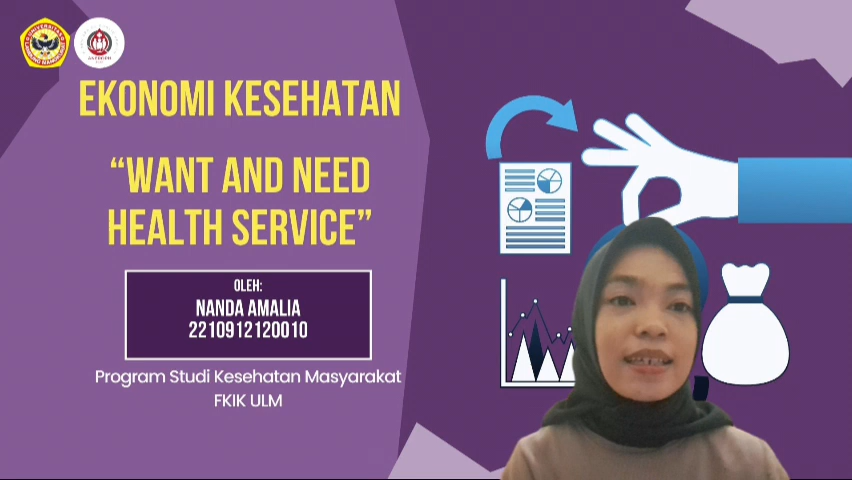 EKONOMI KESEHATAN
“WANT AND NEED
HEALTH SERVICE”
OLEH:
NANDA AMALIA
2210912120010
Program Studi Kesehatan Masyarakat
FKIK ULM